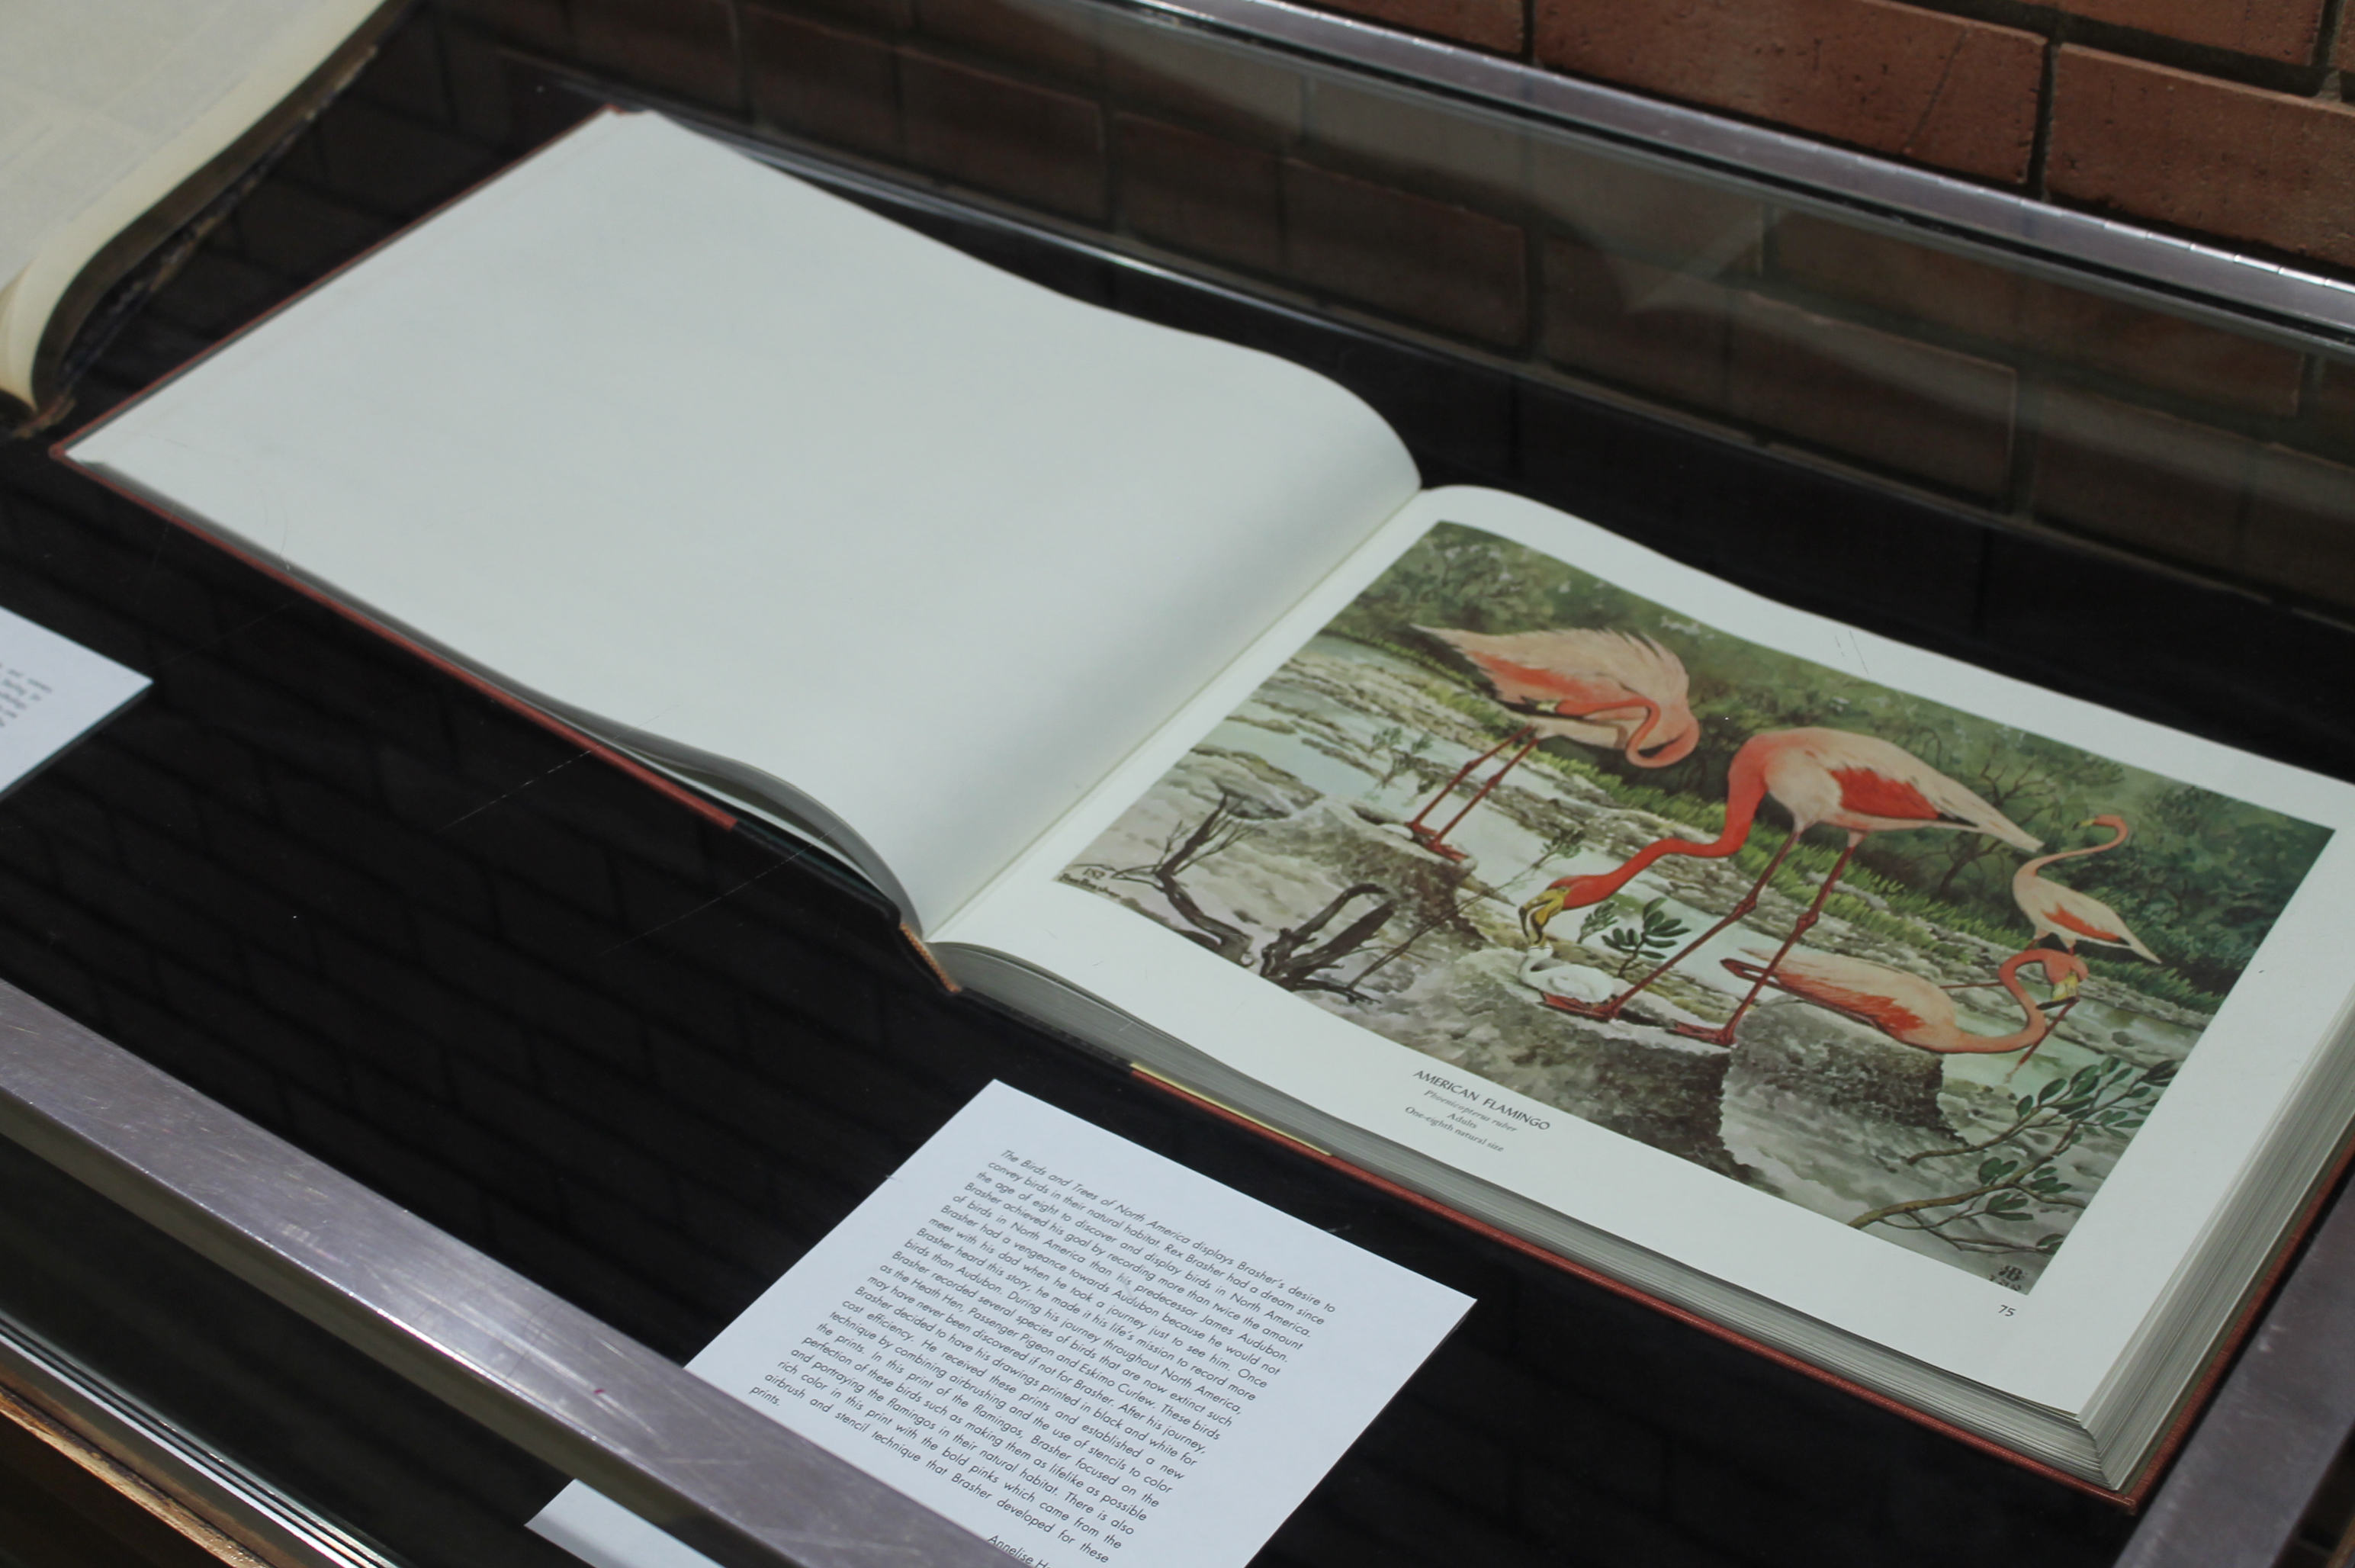 AMERICAN FLAMINGO
Phoenicopterus ruber
Adults
One-eighth natural size
75
The Birds and Trees of North America displays Brasher's desire to
convey birds in their natural habitat. Rex Brasher had a dream since
the age of eight to discover and display birds in North America.
Brasher achieved his goal by recording more than twice the amount
of birds in North America than his predecessor James Audubon.
Brasher had a vengeance towards Audubon because he would not
meet with his dad when he took a journey just to see him. Once
Brasher heard this story, he made it his life's mission to record more
birds than Audubon. During his journey throughout North America,
Brasher recorded several species of birds that are now extinct such
as the Heath Hen, Passenger Pigeon and Eskimo Curlew. These birds
may have never been discovered if not for Brasher. After his journey,
Brasher decided to have his drawings printed in black and white for
cost efficiency. He received these prints and established a new
technique by combining airbrushing and the use of stencils to color
the prints. In this print of the flamingos, Brasher focused on the
perfection of these birds such as making them as lifelike as possible
and portraying the flamingos in their natural habitat. There is also
rich color in this print with the bold pinks which came from the
airbrush and stencil technique that Brasher developed for these
prints.
Annelise H